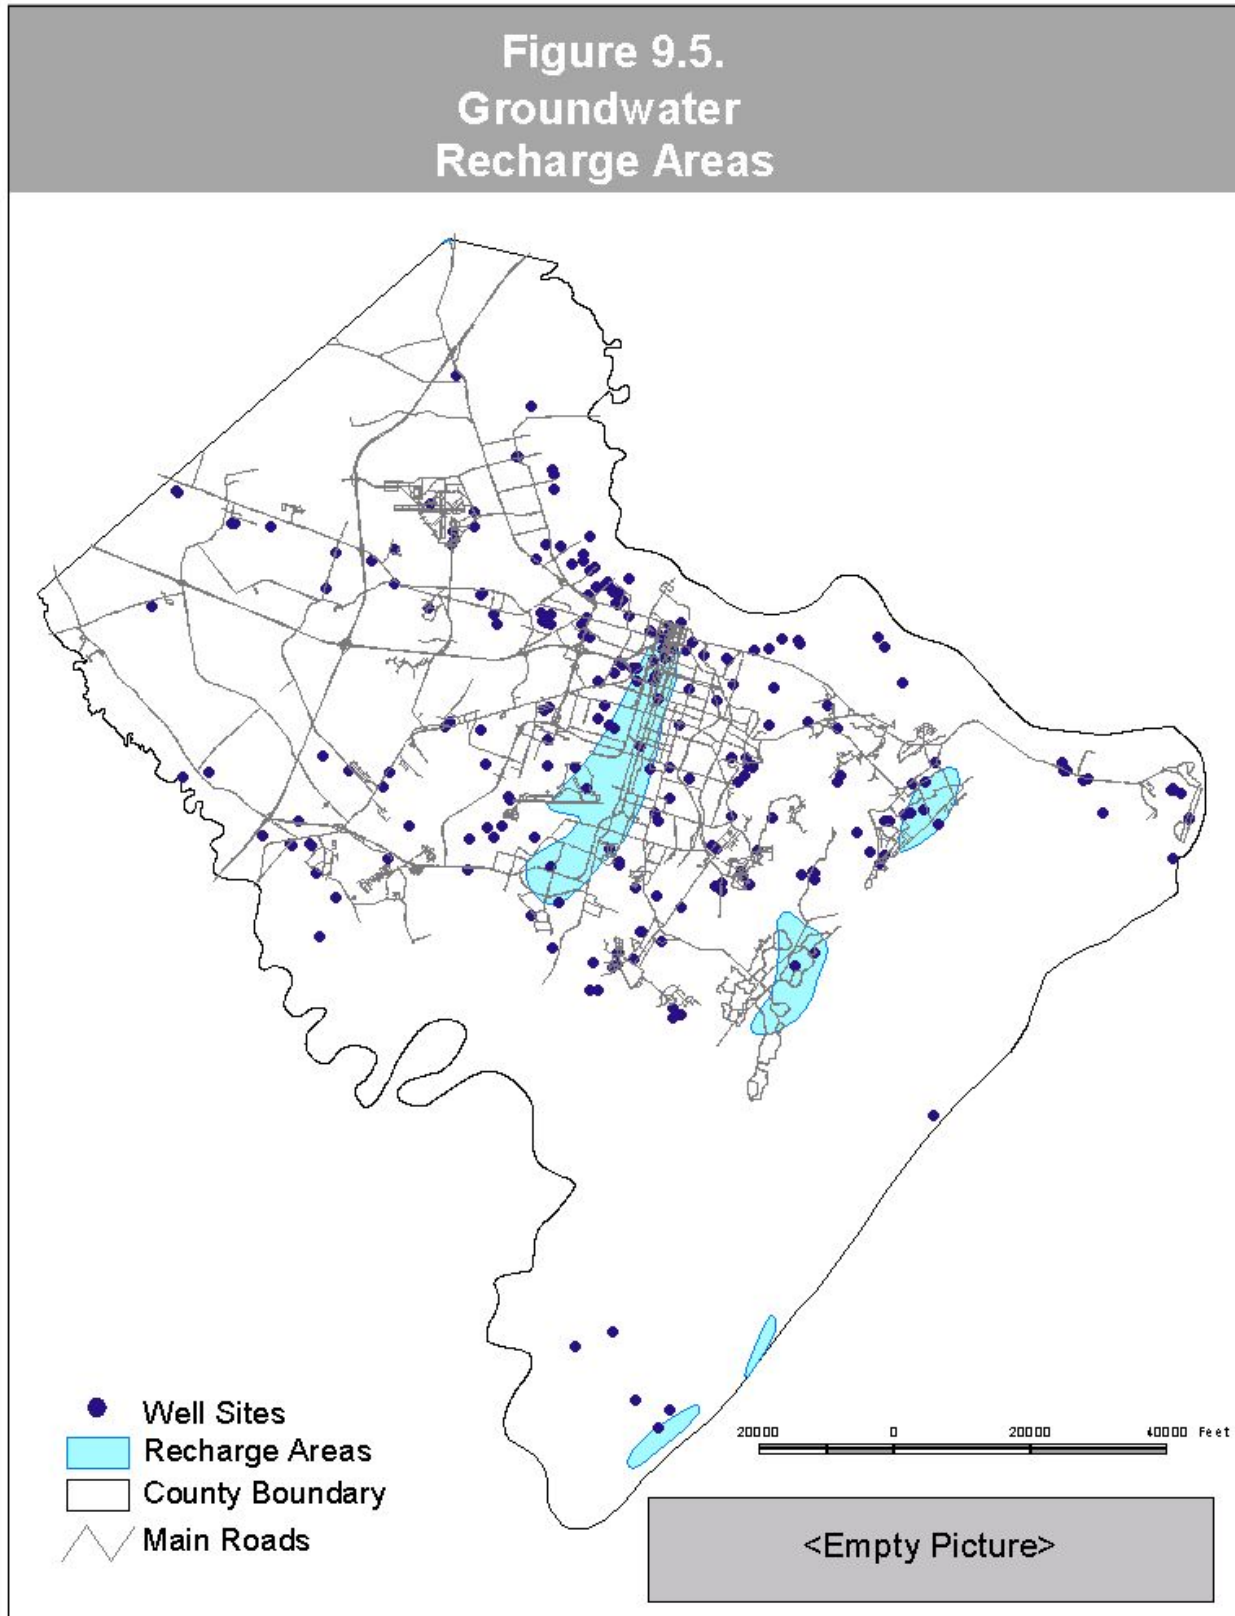 Figure 9.5.
Groundwater
Recharge Areas
Well Sites
Recharge Areas
County Boundary
Main Roads
20000 0 20000 40000 Feet
<Empty Picture>